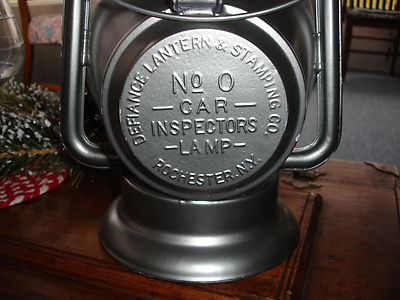 DEFIANCE LANTERN & STAMPING CO.
No 0
— CAR —
INSPECTORS
— LAMP —
ROCHESTER, N.Y.